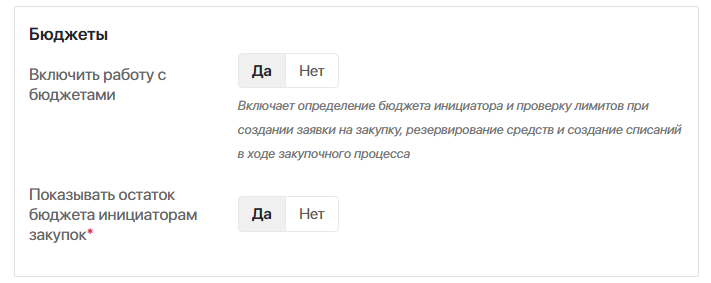 Бюджеты
Включить работу с
бюджетами
Да Нет
Включает определение бюджета инициатора и проверку лимитов при
создании заявки на закупку, резервирование средств и создание списаний
в ходе закупочного процесса
Показывать остаток
бюджета инициаторам
закупок*
Да Нет